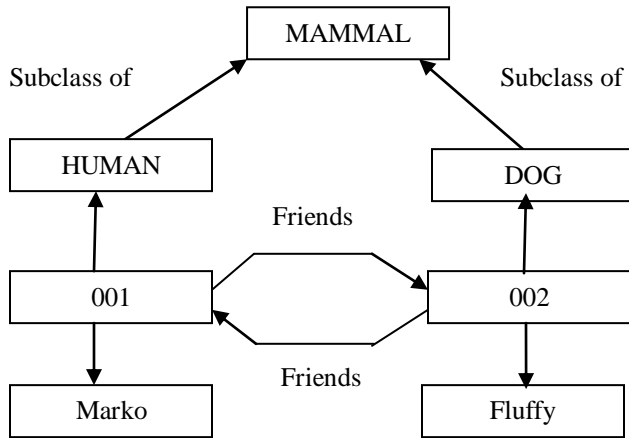 MAMMAL
Subclass of
Subclass of
HUMAN
DOG
Friends
001
002
Friends
Marko
Fluffy